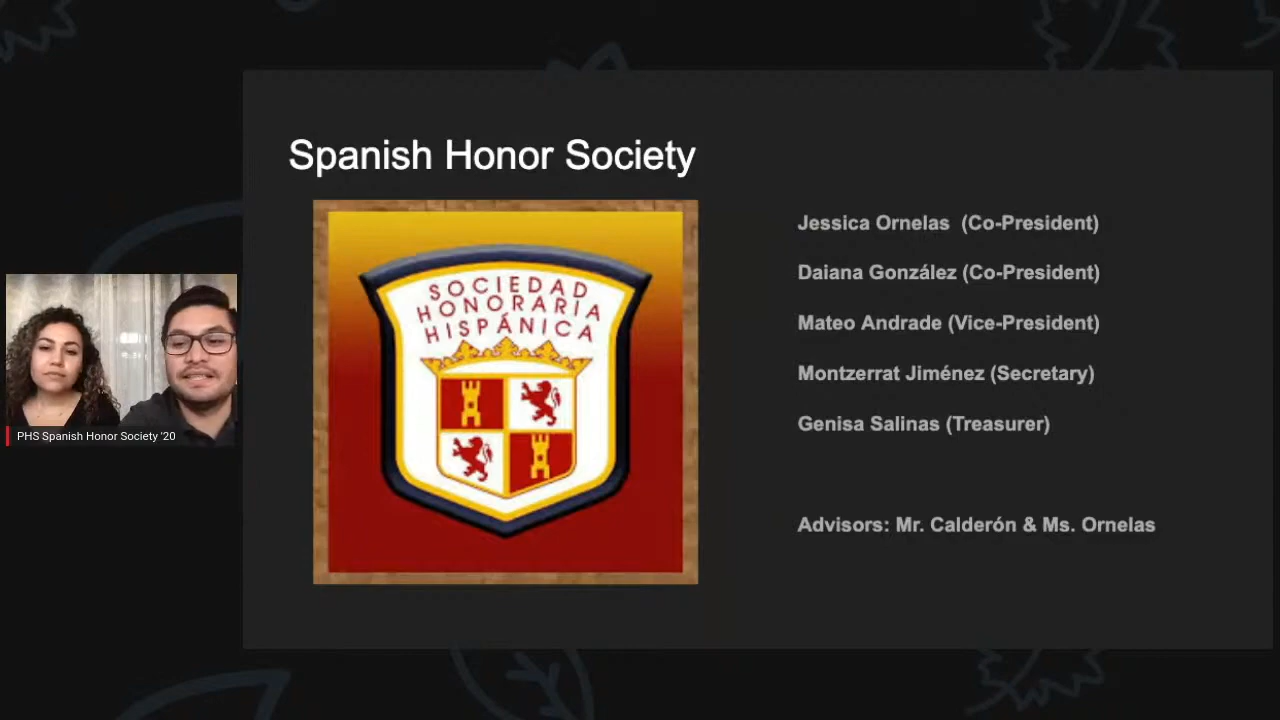 Spanish Honor Society
SOCIEDAD
HONORARIA
HISPÁNICA
Jessica Ornelas (Co-President)
Daiana González (Co-President)
Mateo Andrade (Vice-President)
Montzerrat Jiménez (Secretary)
Genisa Salinas (Treasurer)
Advisors: Mr. Calderón & Ms. Ornelas
PHS Spanish Honor Society '20